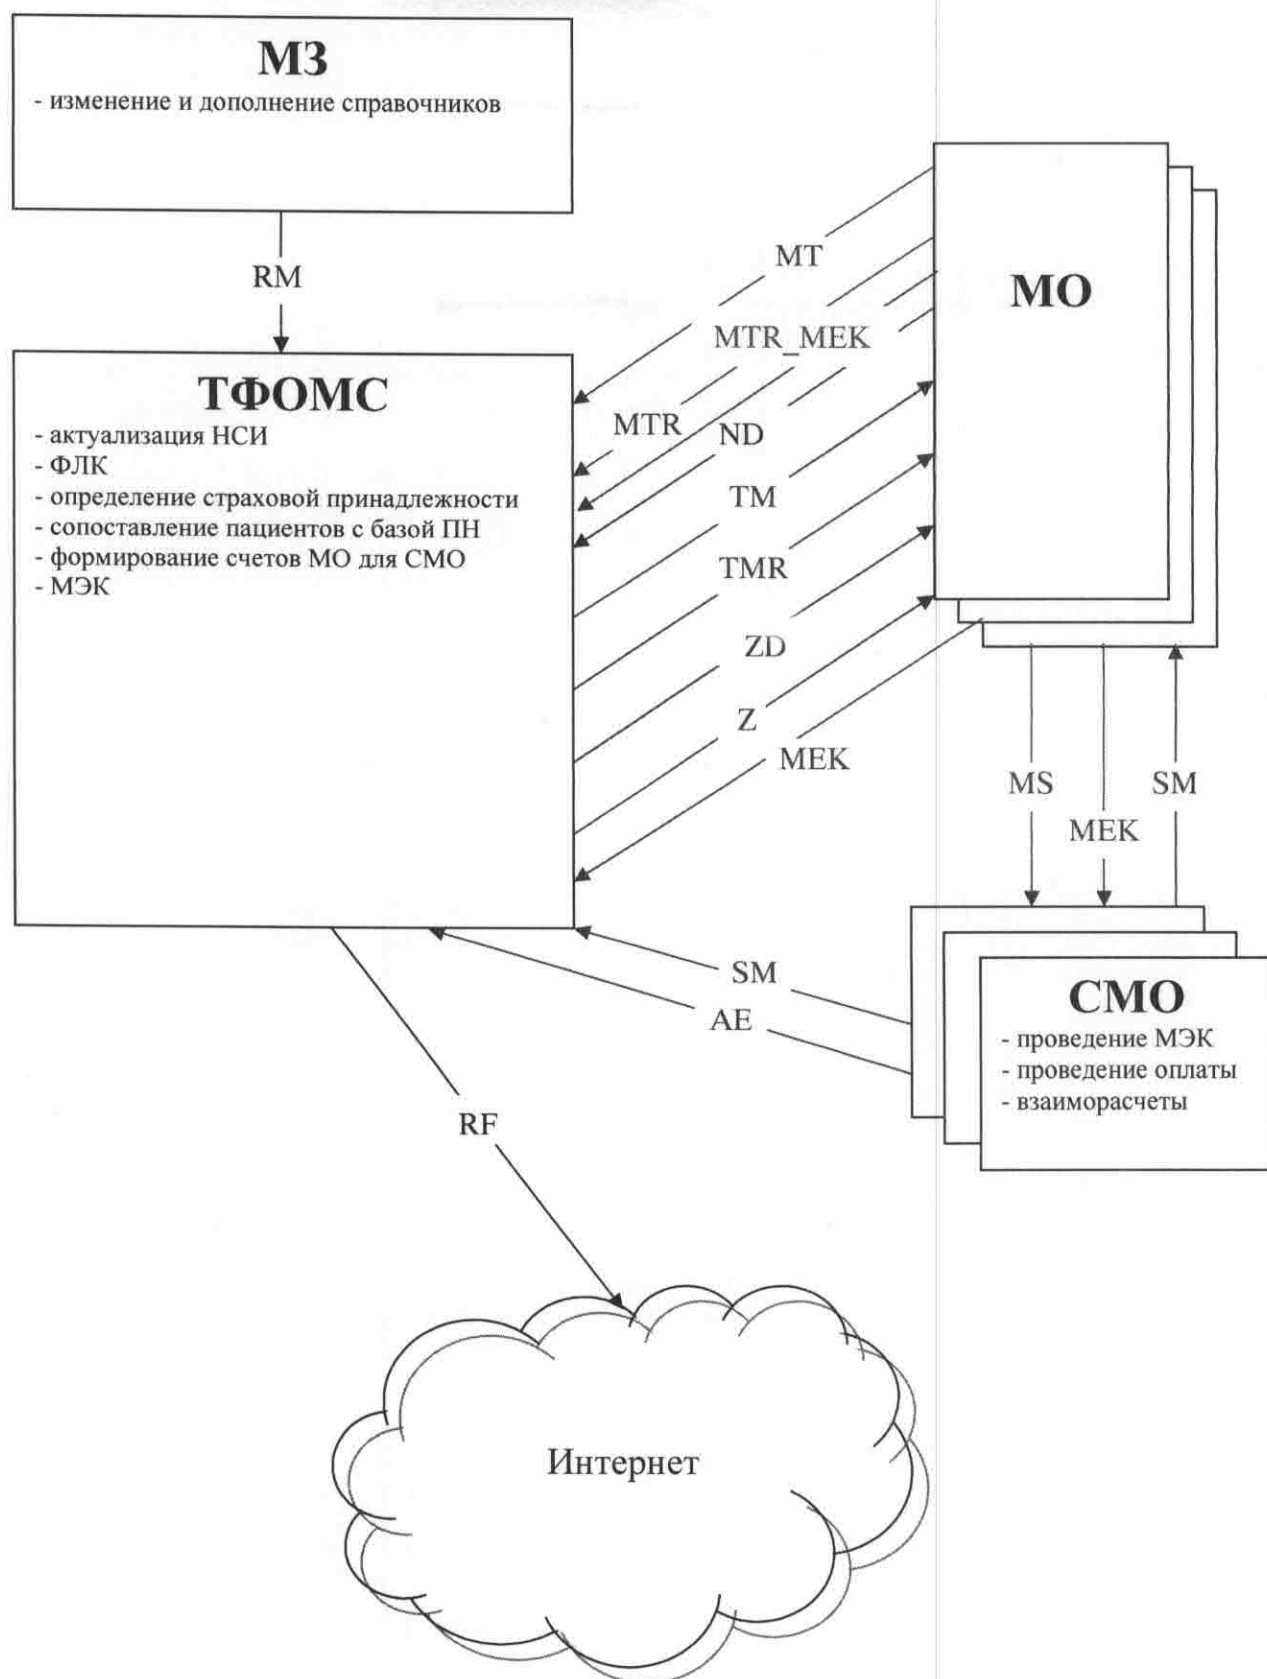 МЗ
- изменение и дополнение справочников
RM
МО
MT
MTR_MEK
MTR
ND
TM
TMR
ZD
Z
MEK
ТФОМС
- актуализация НСИ
- ФЛК
- определение страховой принадлежности
- сопоставление пациентов с базой ПН
- формирование счетов МО для СМО
- МЭК
MS
SM
MEK
SM
AE
СМО
- проведение МЭК
- проведение оплаты
- взаиморасчеты
RF
Интернет